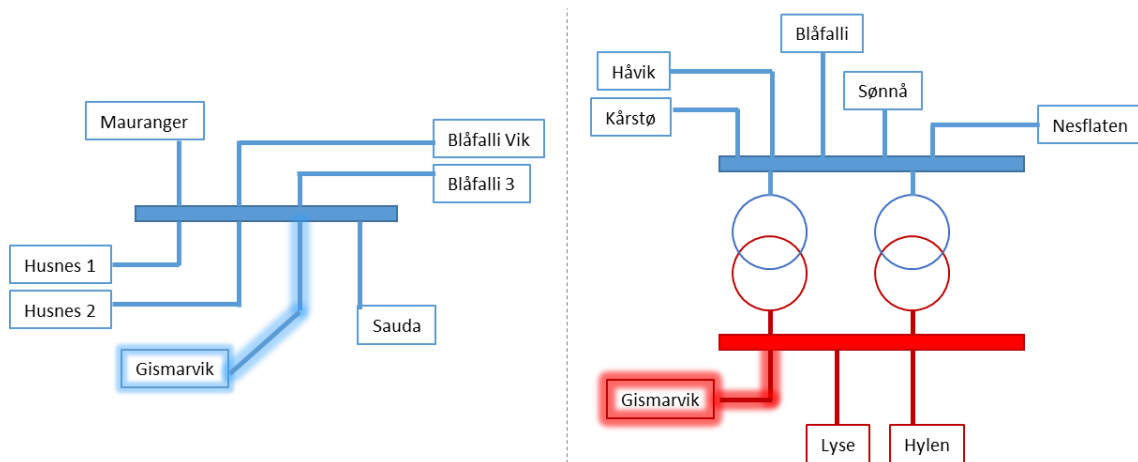 Mauranger
Blåfalli Vik
Blåfalli 3
Husnes 1
Husnes 2
Sauda
Gismarvik
Blåfalli
Håvik
Sønnå
Kårstø
Nesflaten
Gismarvik
Lyse
Hylen